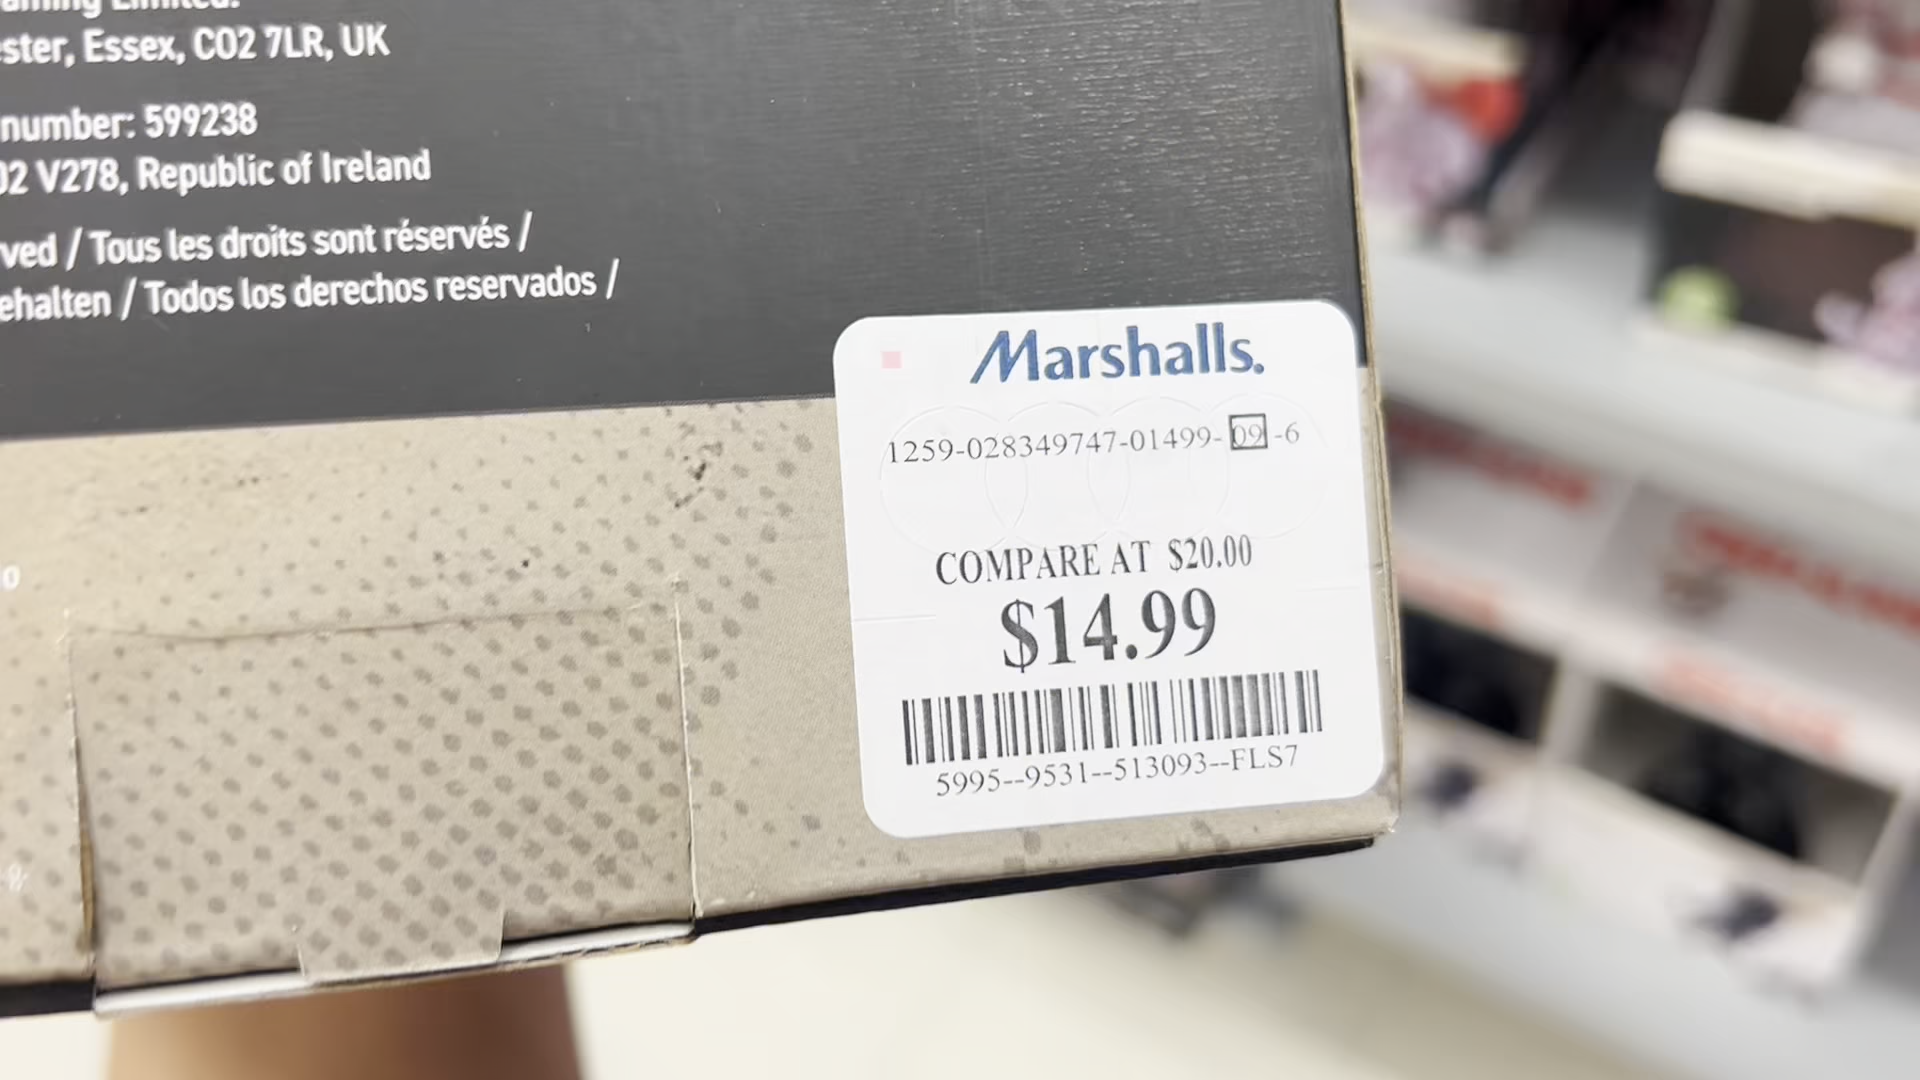 ster, Essex, CO2 7LR, UK
number: 599238
02 V278, Republic of Ireland
ved / Tous les droits sont réservés /
ehalten / Todos los derechos reservados /
Marshalls.
1259-028349747-01499- 09 -6
COMPARE AT $20.00
$14.99
5995--9531--513093--FLS7